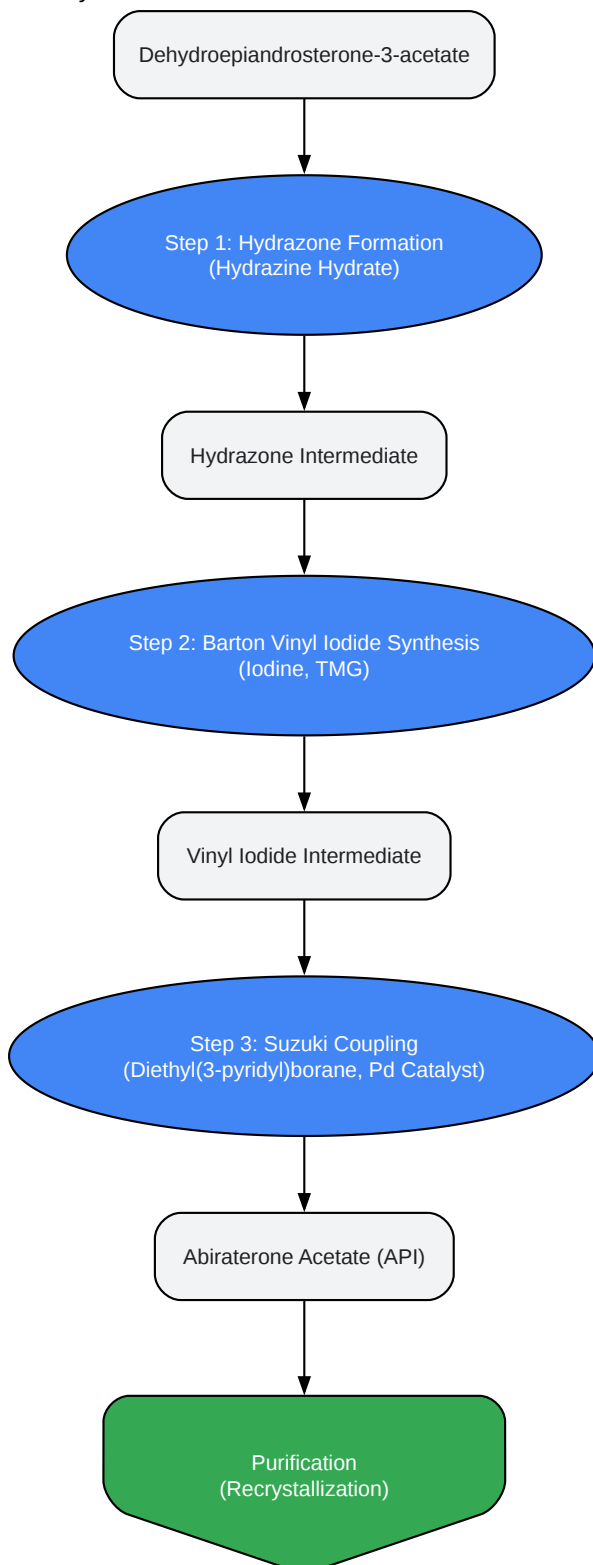 Dehydroepiandrosterone-3-acetate
Step 1: Hydrazone Formation
(Hydrazine Hydrate)
Hydrazone Intermediate
Step 2: Barton Vinyl Iodide Synthesis
(Iodine, TMG)
Vinyl Iodide Intermediate
Step 3: Suzuki Coupling
(Diethyl(3-pyridyl)borane, Pd Catalyst)
Abiraterone Acetate (API)
Purification
(Recrystallization)